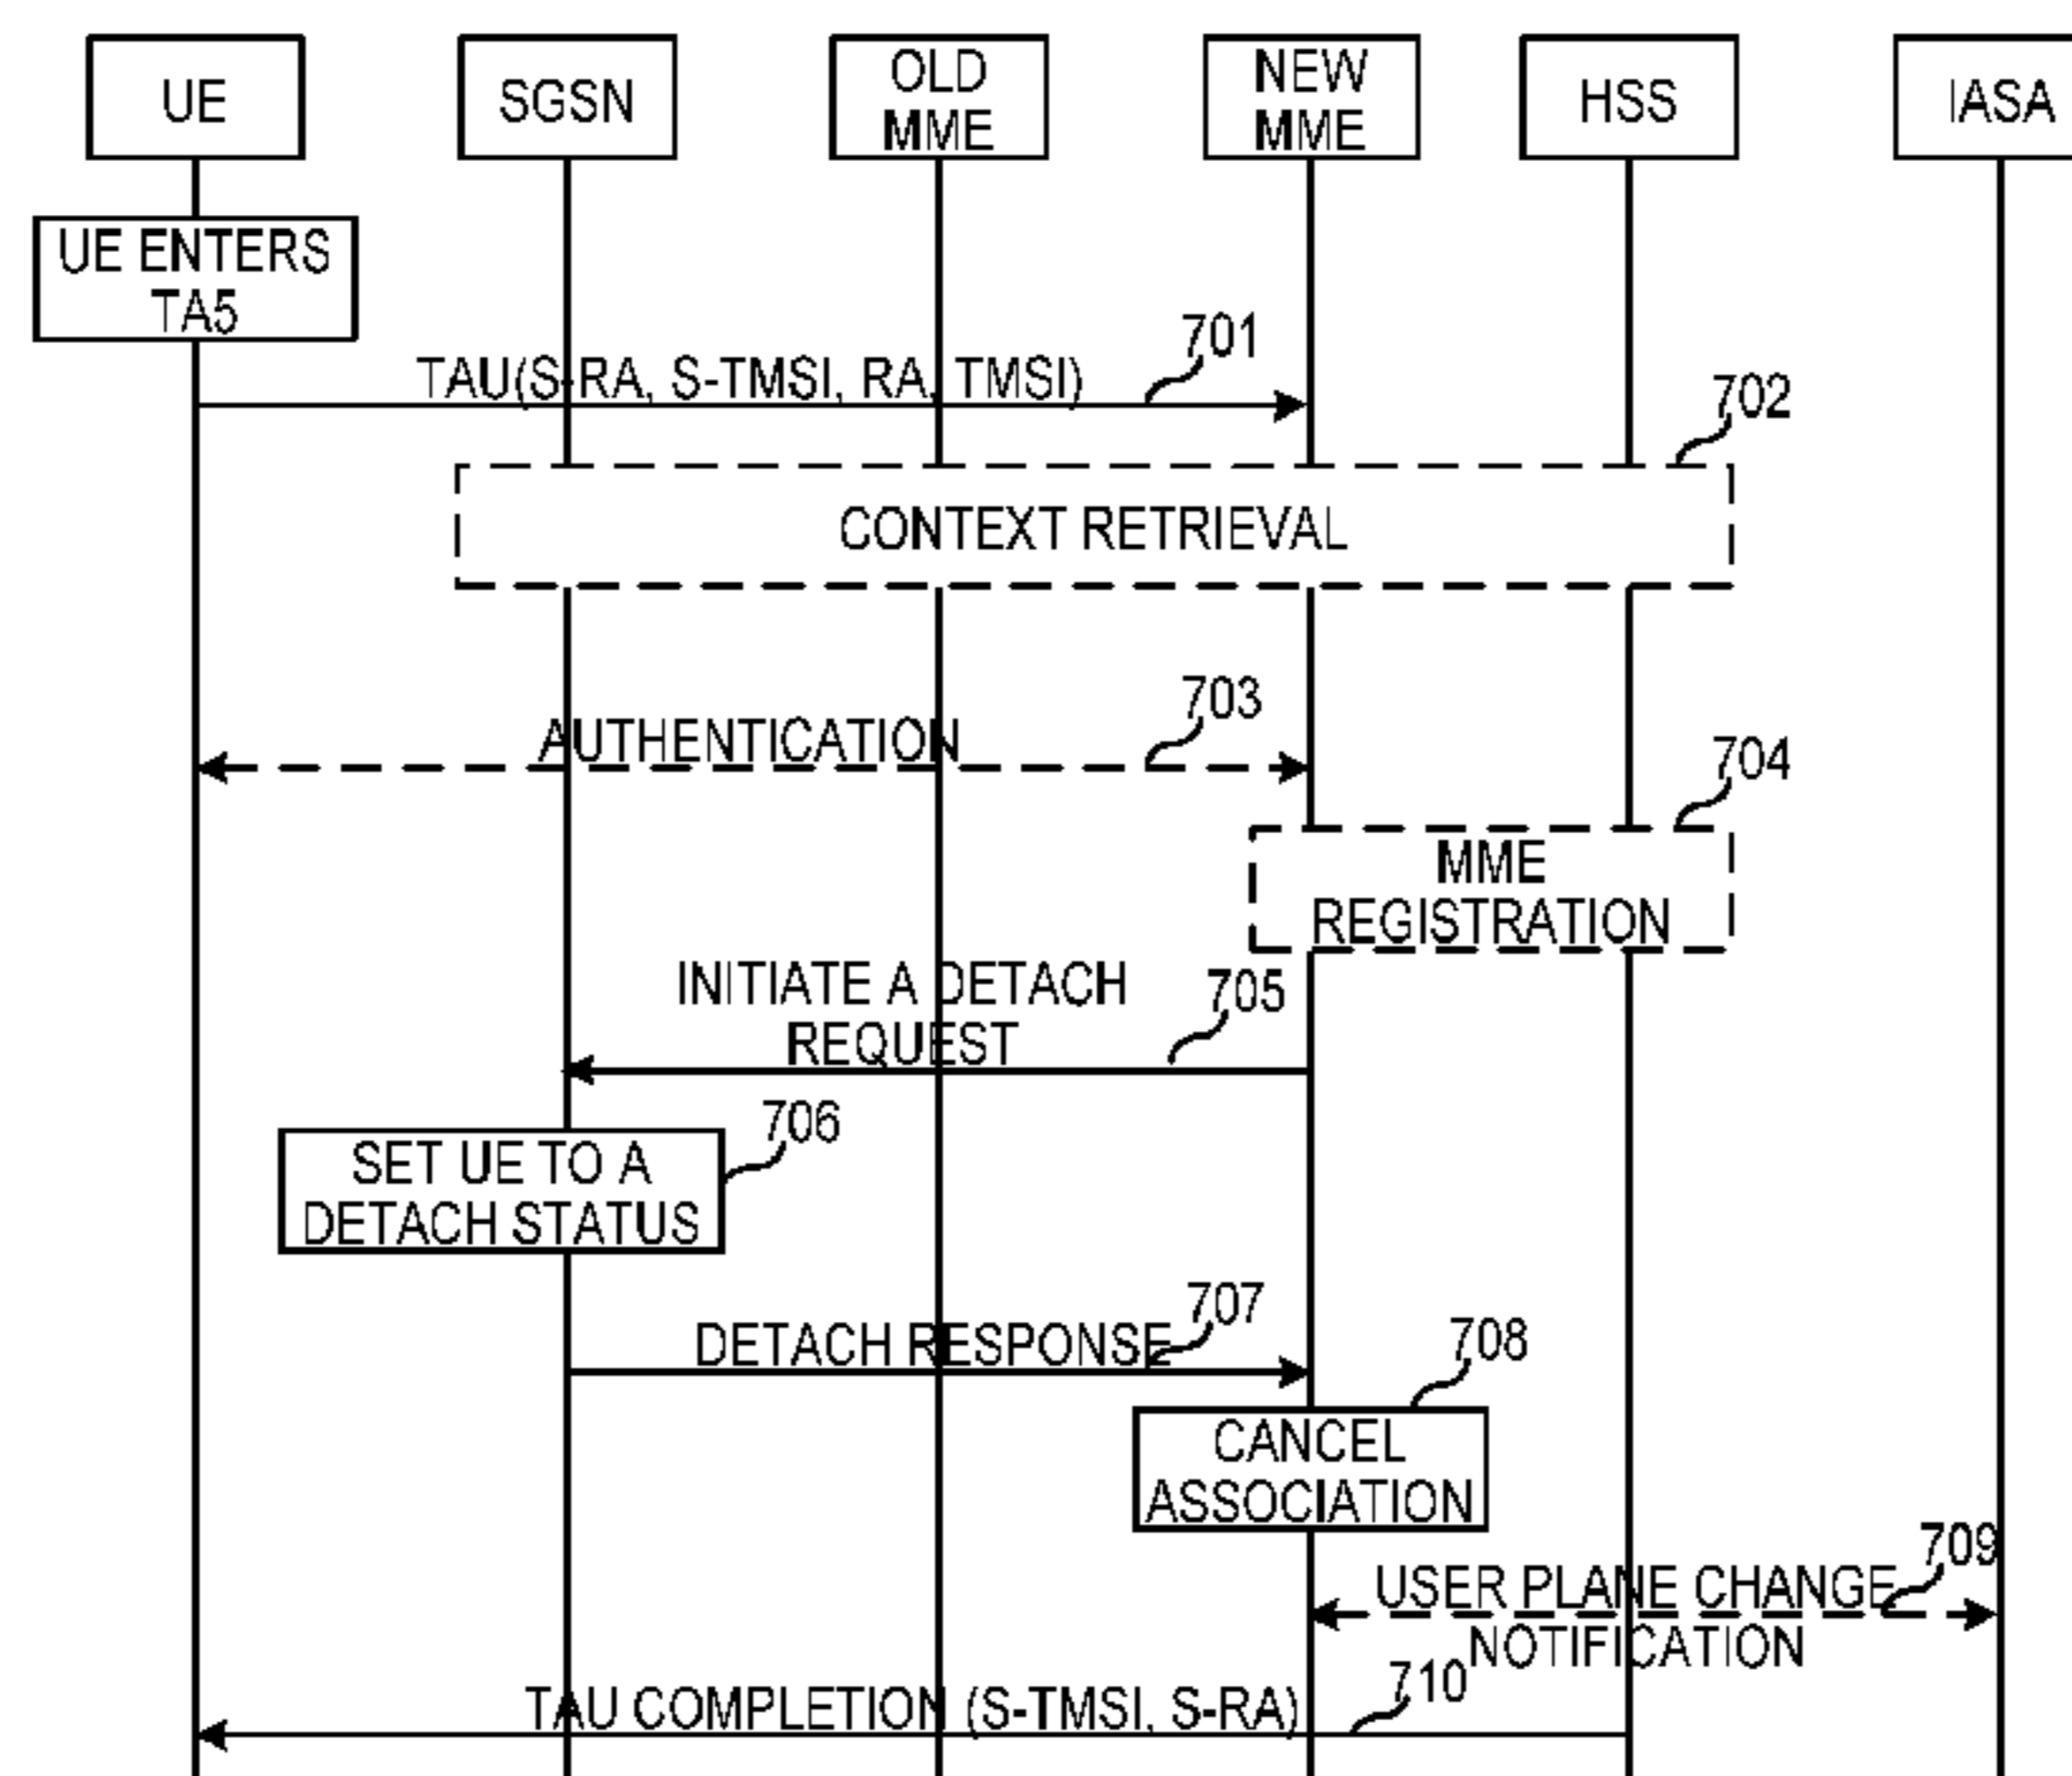 UE
SGSN
OLD
MME
NEW
MME
HSS
IASA
UE ENTERS
TA5
701
TAU(S-RA, S-TMSI, RA, TMSI)
702
CONTEXT RETRIEVAL
703
AUTHENTICATION
704
MME
REGISTRATION
INITIATE A DETACH
REQUEST
705
706
SET UE TO A
DETACH STATUS
707
DETACH RESPONSE
708
CANCEL
ASSOCIATION
709
USER PLANE CHANGE
NOTIFICATION
710
TAU COMPLETION (S-TMSI, S-RA)